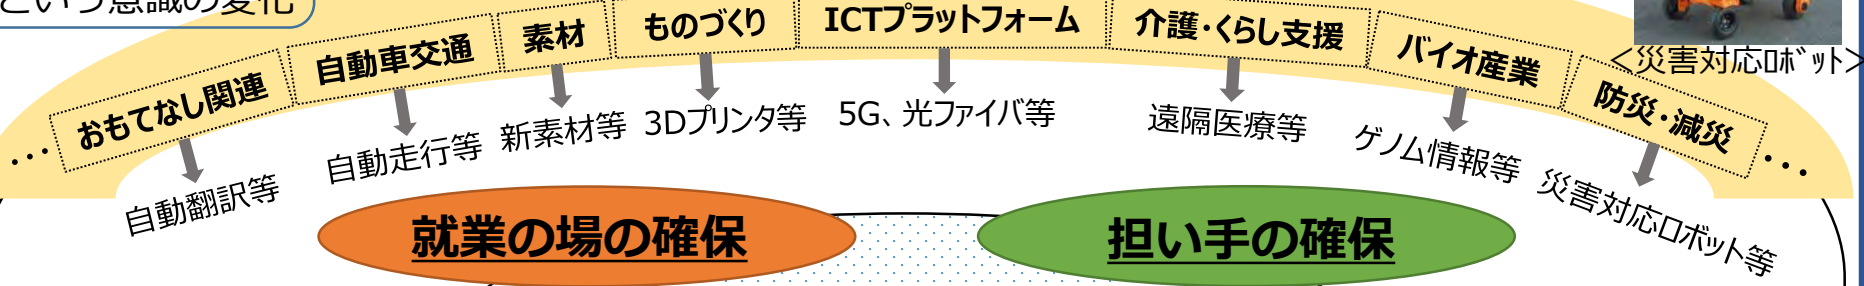 という意識の変化
おもてなし関連
自動車交通
素材
ものづくり
ICTプラットフォーム
介護・くらし支援
バイオ産業
防災・減災
<災害対応ロボット>
・・・
・・・
自動翻訳等
自動走行等
新素材等
3Dプリンタ等
5G、光ファイバ等
遠隔医療等
ゲノム情報等
災害対応ロボット等
就業の場の確保
担い手の確保